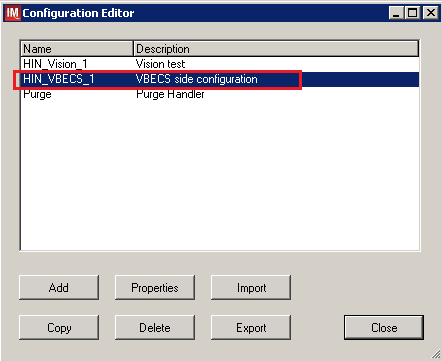 IM Configuration Editor
Name Description
HIN_Vision_1 Vision test
HIN_VBECS_1 VBECS side configuration
Purge Purge Handler
Add Properties Import
Copy Delete Export Close